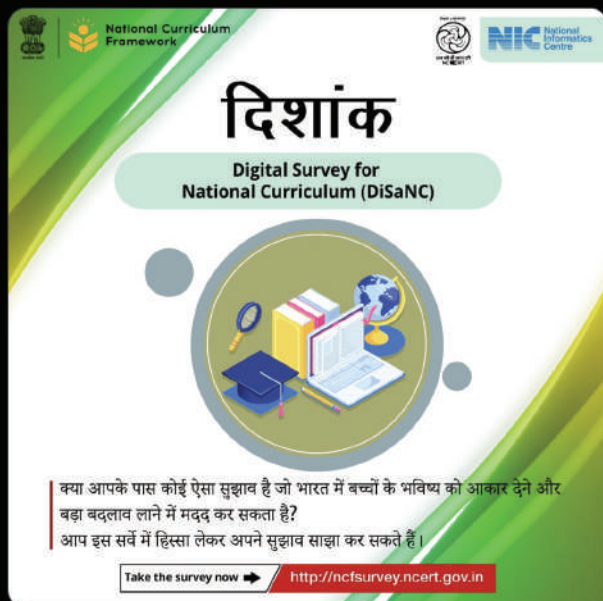 National Curriculum
Framework
NCERT
NIC National
Informatics
Centre
दिशांक
Digital Survey for
National Curriculum (DiSaNC)
क्या आपके पास कोई ऐसा सुझाव है जो भारत में बच्चों के भविष्य को आकार देने और
बड़ा बदलाव लाने में मदद कर सकता है?
आप इस सर्वे में हिस्सा लेकर अपने सुझाव साझा कर सकते हैं।
Take the survey now
http://ncfsurvey.ncert.gov.in